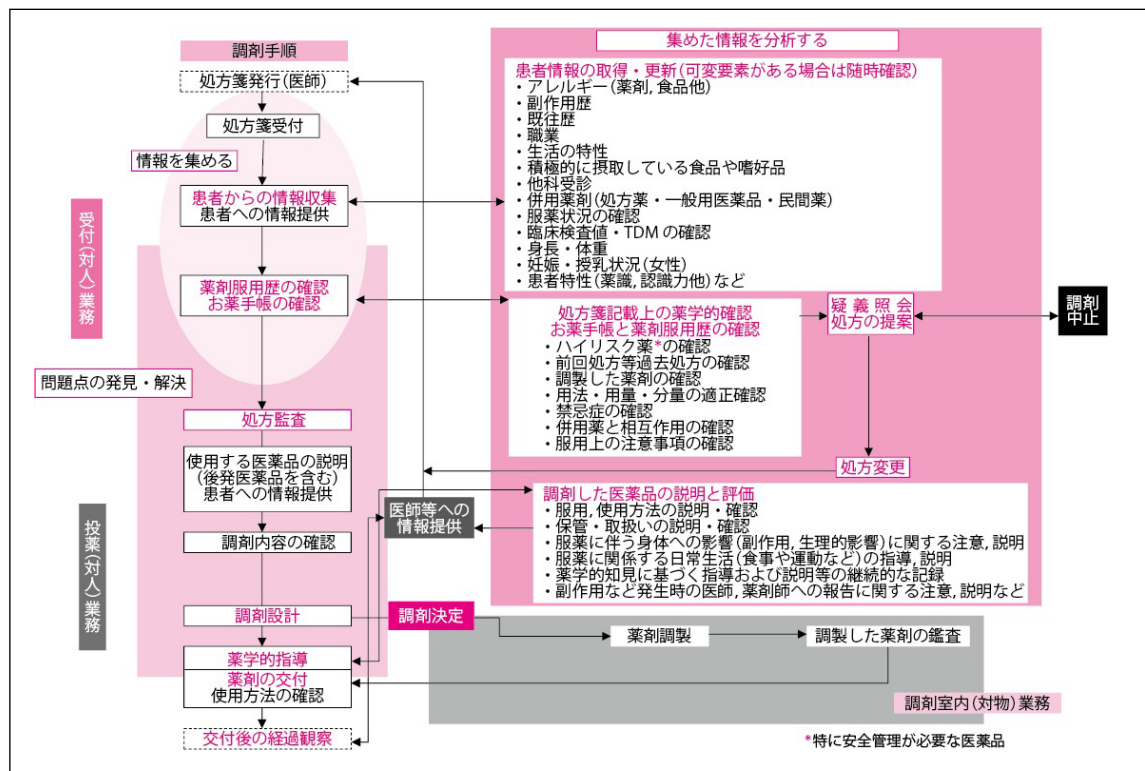 調剤手順
処方箋発行(医師)
処方箋受付
情報を集める
患者からの情報収集
患者への情報提供
受付(対人)業務
薬剤服用歴の確認
お薬手帳の確認
問題点の発見・解決
処方監査
使用する医薬品の説明
(後発医薬品を含む)
患者への情報提供
投薬(対人)業務
調剤内容の確認
調剤設計
薬学的指導
薬剤の交付
使用方法の確認
交付後の経過観察
集めた情報を分析する
患者情報の取得・更新(可変要素がある場合は随時確認)
・アレルギー(薬剤, 食品他)
・副作用歴
・既往歴
・職業
・生活の特性
・積極的に摂取している食品や嗜好品
・他科受診
・併用薬剤(処方薬・一般用医薬品・民間薬)
・服薬状況の確認
・臨床検査値・TDMの確認
・身長・体重
・妊娠・授乳状況(女性)
・患者特性(薬識, 認識力他)など
処方箋記載上の薬学的確認
お薬手帳と薬剤服用歴の確認
・ハイリスク薬*の確認
・前回処方等過去処方の確認
・調製した薬剤の確認
・用法・用量・分量の適正確認
・禁忌症の確認
・併用薬と相互作用の確認
・服用上の注意事項の確認
疑義照会
処方の提案
調剤
中止
処方変更
医師等への
情報提供
調剤した医薬品の説明と評価
・服用, 使用方法の説明・確認
・保管・取扱いの説明・確認
・服薬に伴う身体への影響(副作用, 生理的影響)に関する注意, 説明
・服薬に関係する日常生活(食事や運動など)の指導, 説明
・薬学的知見に基づく指導および説明等の継続的な記録
・副作用など発生時の医師, 薬剤師への報告に関する注意, 説明など
調剤決定
薬剤調製
調製した薬剤の鑑査
調剤室内(対物)業務
*特に安全管理が必要な医薬品